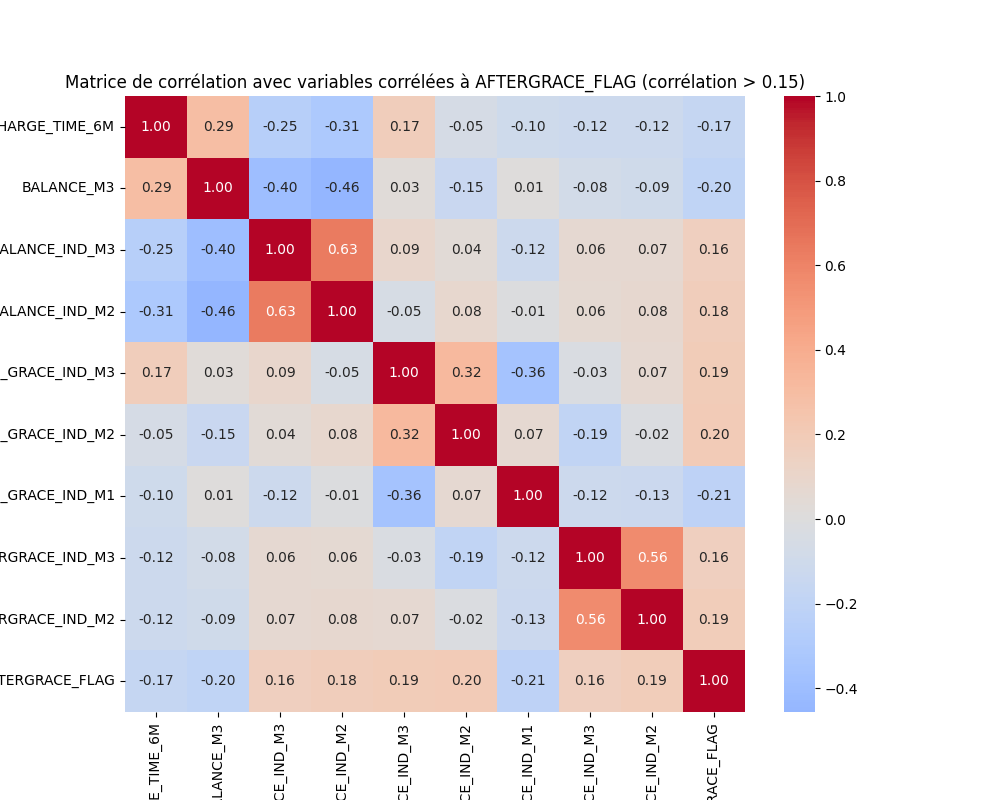 Matrice de corrélation avec variables corrélées à AFTERGRACE_FLAG (corrélation > 0.15)
HARGE_TIME_6M 1.00 0.29 -0.25 -0.31 0.17 -0.05 -0.10 -0.12 -0.12 -0.17
BALANCE_M3 0.29 1.00 -0.40 -0.46 0.03 -0.15 0.01 -0.08 -0.09 -0.20
ALANCE_IND_M3 -0.25 -0.40 1.00 0.63 0.09 0.04 -0.12 0.06 0.07 0.16
ALANCE_IND_M2 -0.31 -0.46 0.63 1.00 -0.05 0.08 -0.01 0.06 0.08 0.18
_GRACE_IND_M3 0.17 0.03 0.09 -0.05 1.00 0.32 -0.36 -0.03 0.07 0.19
_GRACE_IND_M2 -0.05 -0.15 0.04 0.08 0.32 1.00 0.07 -0.19 -0.02 0.20
_GRACE_IND_M1 -0.10 0.01 -0.12 -0.01 -0.36 0.07 1.00 -0.12 -0.13 -0.21
RGRACE_IND_M3 -0.12 -0.08 0.06 0.06 -0.03 -0.19 -0.12 1.00 0.56 0.16
RGRACE_IND_M2 -0.12 -0.09 0.07 0.08 0.07 -0.02 -0.13 0.56 1.00 0.19
TERGRACE_FLAG -0.17 -0.20 0.16 0.18 0.19 0.20 -0.21 0.16 0.19 1.00
E_TIME_6M
LANCE_M3
CE_IND_M3
CE_IND_M2
CE_IND_M3
CE_IND_M2
CE_IND_M1
CE_IND_M3
CE_IND_M2
RACE_FLAG
1.0
0.8
0.6
0.4
0.2
0.0
−0.2
−0.4